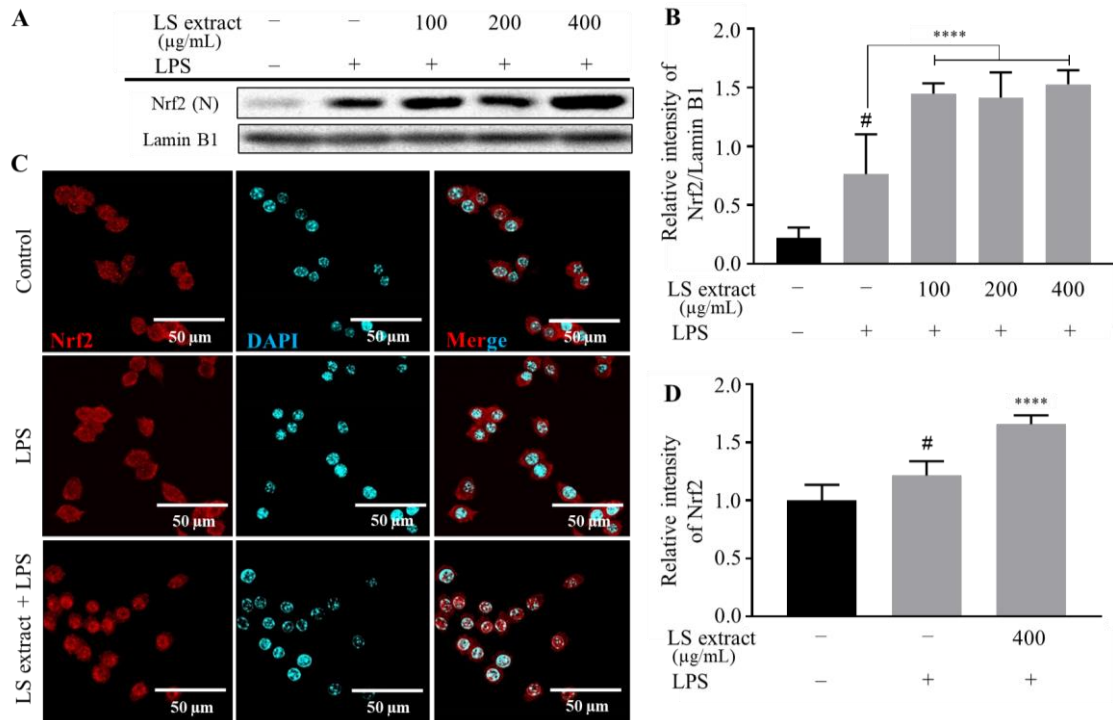 A
LS extract – – 100 200 400
(µg/mL)
LPS – + + + +
Nrf2 (N)
Lamin B1
B
Relative intensity of
Nrf2/Lamin B1
2.0
1.5
1.0
0.5
0.0
#
****
LS extract – – 100 200 400
(µg/mL)
LPS – + + + +
C
Control
50 µm 50 µm 50 µm
Nrf2 DAPI Merge
LPS
50 µm 50 µm 50 µm
LS extract + LPS
50 µm 50 µm 50 µm
D
Relative intensity
of Nrf2
2.0
1.5
1.0
0.5
0.0
#
****
LS extract – – 400
(µg/mL)
LPS – + +